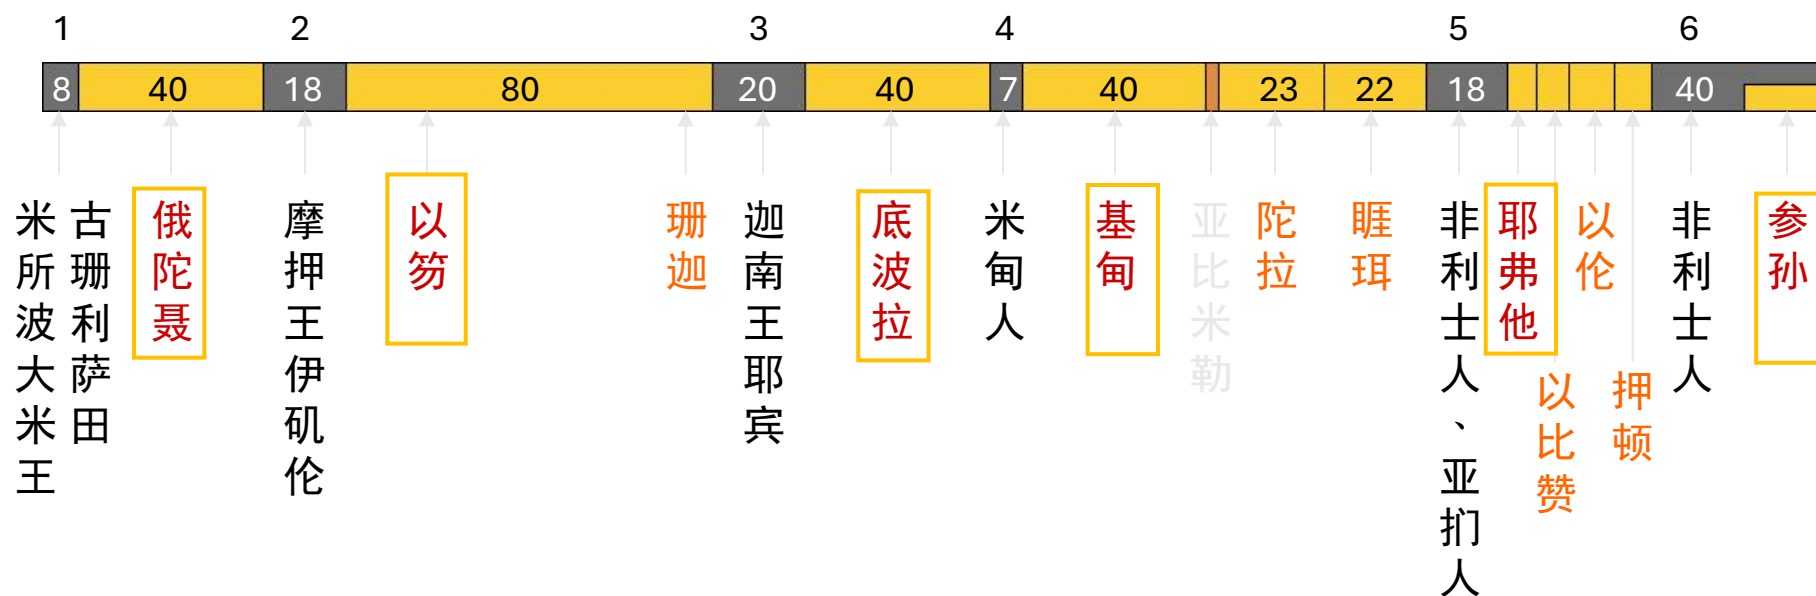 1 2 3 4 5 6
8 40 18 80 20 40 7 40 23 22 18 40
米所波大米王
古珊利萨田
俄陀聂
摩押王伊矶伦
以笏
珊迦
迦南王耶宾
底波拉
米甸人
基甸
亚比米勒
陀拉
睚珥
非利士人、亚扪人
耶弗他
以比赞
以伦
押顿
非利士人
参孙